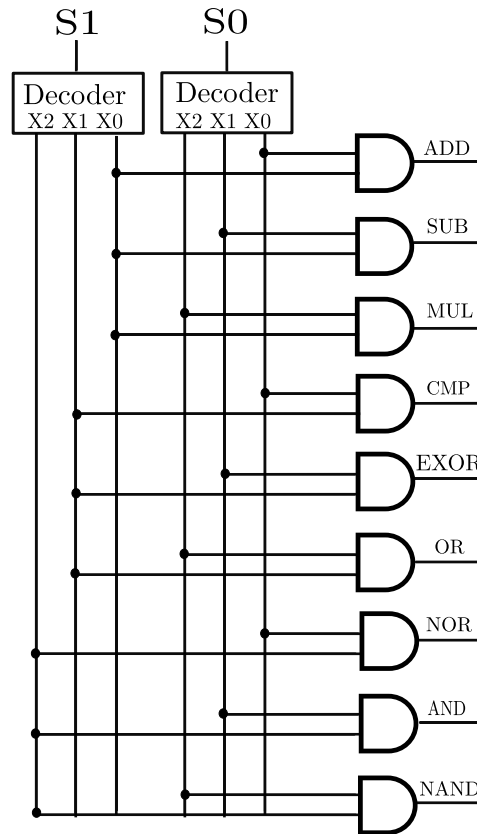 S1 S0
Decoder Decoder
X2 X1 X0 X2 X1 X0
ADD
SUB
MUL
CMP
EXOR
OR
NOR
AND
NAND